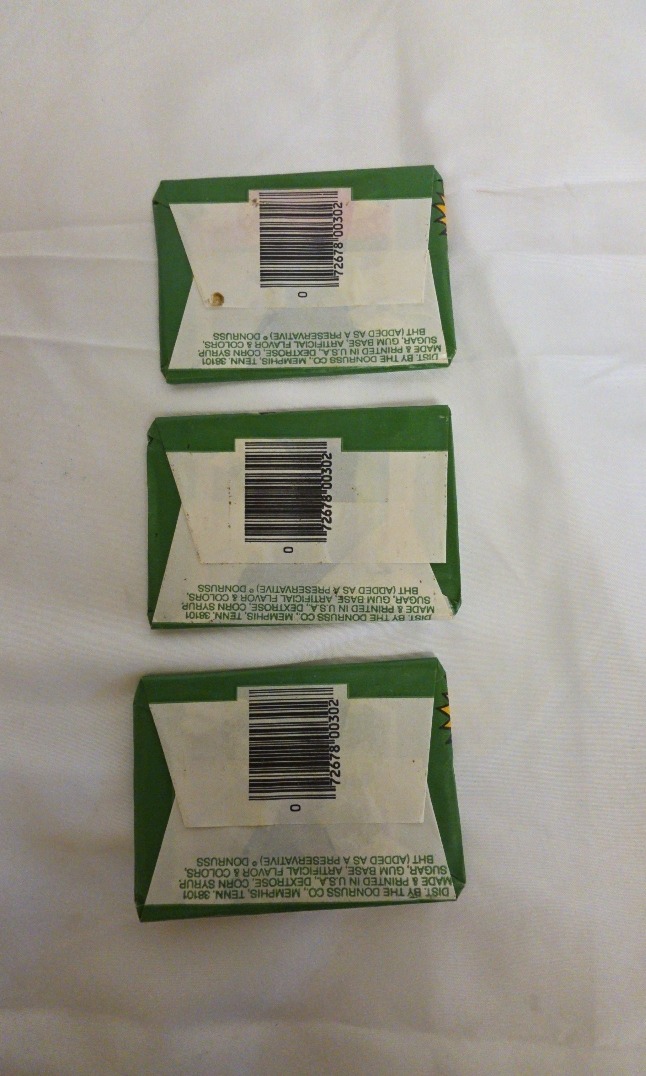 0
72678 00302
DIST. BY THE DONRUSS CO., MEMPHIS, TENN. 38101
MADE & PRINTED IN U.S.A. DEXTROSE, CORN SYRUP,
SUGAR, GUM BASE, ARTIFICIAL FLAVOR & COLORS,
BHT (ADDED AS A PRESERVATIVE) ® DONRUSS
0
72678 00302
DIST. BY THE DONRUSS CO., MEMPHIS, TENN. 38101
MADE & PRINTED IN U.S.A. DEXTROSE, CORN SYRUP,
SUGAR, GUM BASE, ARTIFICIAL FLAVOR & COLORS,
BHT (ADDED AS A PRESERVATIVE) ® DONRUSS
0
72678 00302
DIST. BY THE DONRUSS CO., MEMPHIS, TENN. 38101
MADE & PRINTED IN U.S.A., DEXTROSE, CORN SYRUP,
SUGAR, GUM BASE, ARTIFICIAL FLAVOR & COLORS,
BHT (ADDED AS A PRESERVATIVE) ® DONRUSS